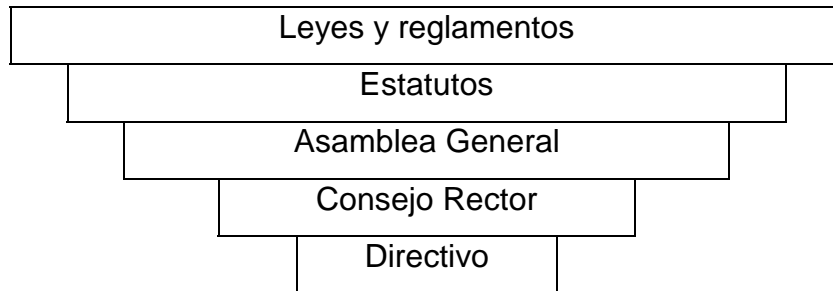 Leyes y reglamentos
Estatutos
Asamblea General
Consejo Rector
Directivo